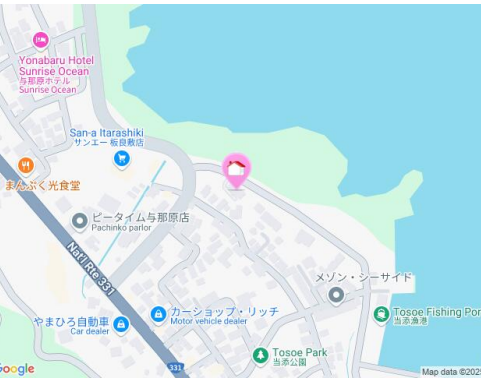 Yonabaru Hotel
Sunrise Ocean
与那原ホテル
Sunrise Ocean
San-a Itarashiki
サンエー 板良敷店
まんぷく光食堂
ピータイム与那原店
Pachinko parlor
Nat'l Rte 331
メゾン・シーサイド
カーショップ・リッチ
Motor vehicle dealer
やまひろ自動車
Car dealer
Tosoe Fishing Por
当添漁港
Tosoe Park
当添公園
331
Google
Map data ©2025